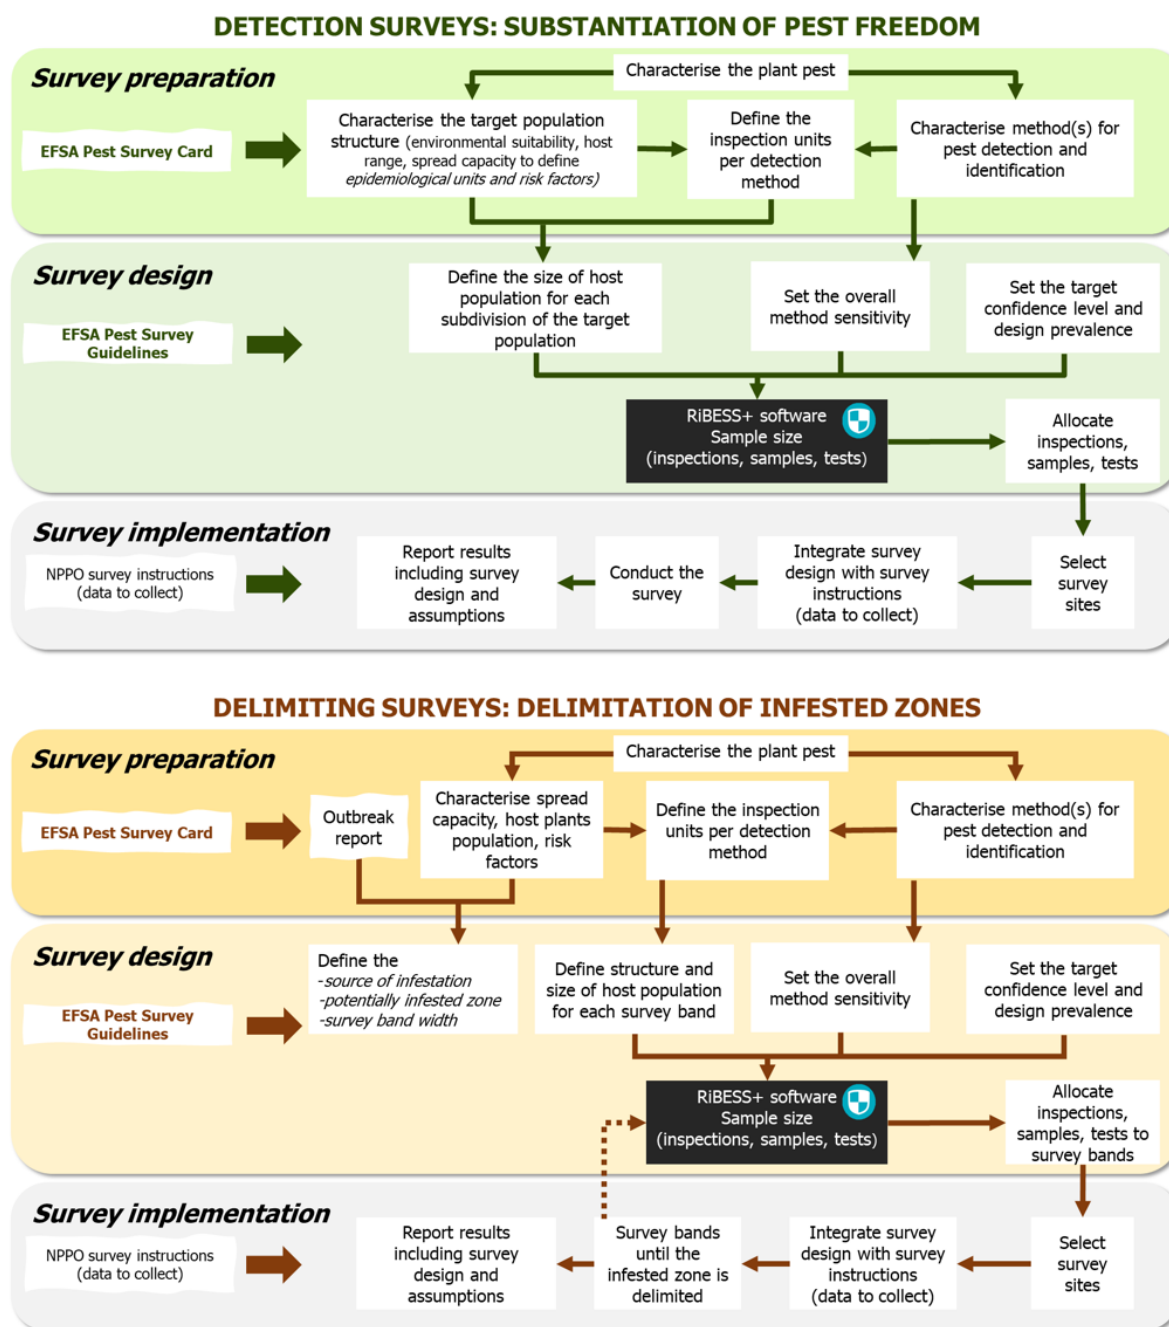 DETECTION SURVEYS: SUBSTANTIATION OF PEST FREEDOM
Survey preparation
Characterise the plant pest
EFSA Pest Survey Card
Characterise the target population
structure (environmental suitability, host
range, spread capacity to define
epidemiological units and risk factors)
Define the
inspection units
per detection
method
Characterise method(s) for
pest detection and
identification
Survey design
EFSA Pest Survey
Guidelines
Define the size of host
population for each
subdivision of the target
population
Set the overall
method sensitivity
Set the target
confidence level and
design prevalence
RiBESS+ software
Sample size
(inspections, samples, tests)
Allocate
inspections,
samples, tests
Survey implementation
NPPO survey instructions
(data to collect)
Report results
including survey
design and
assumptions
Conduct the
survey
Integrate survey
design with survey
instructions
(data to collect)
Select
survey
sites
DELIMITING SURVEYS: DELIMITATION OF INFESTED ZONES
Survey preparation
Characterise the plant pest
EFSA Pest Survey Card
Outbreak
report
Characterise spread
capacity, host plants
population, risk
factors
Define the inspection
units per detection
method
Characterise method(s) for
pest detection and
identification
Survey design
EFSA Pest Survey
Guidelines
Define the
-source of infestation
-potentially infested zone
-survey band width
Define structure and
size of host population
for each survey band
Set the overall
method sensitivity
Set the target
confidence level and
design prevalence
RiBESS+ software
Sample size
(inspections, samples, tests)
Allocate
inspections,
samples, tests to
survey bands
Survey implementation
NPPO survey instructions
(data to collect)
Report results
including survey
design and
assumptions
Survey bands
until the
infested zone is
delimited
Integrate survey
design with survey
instructions
(data to collect)
Select
survey
sites